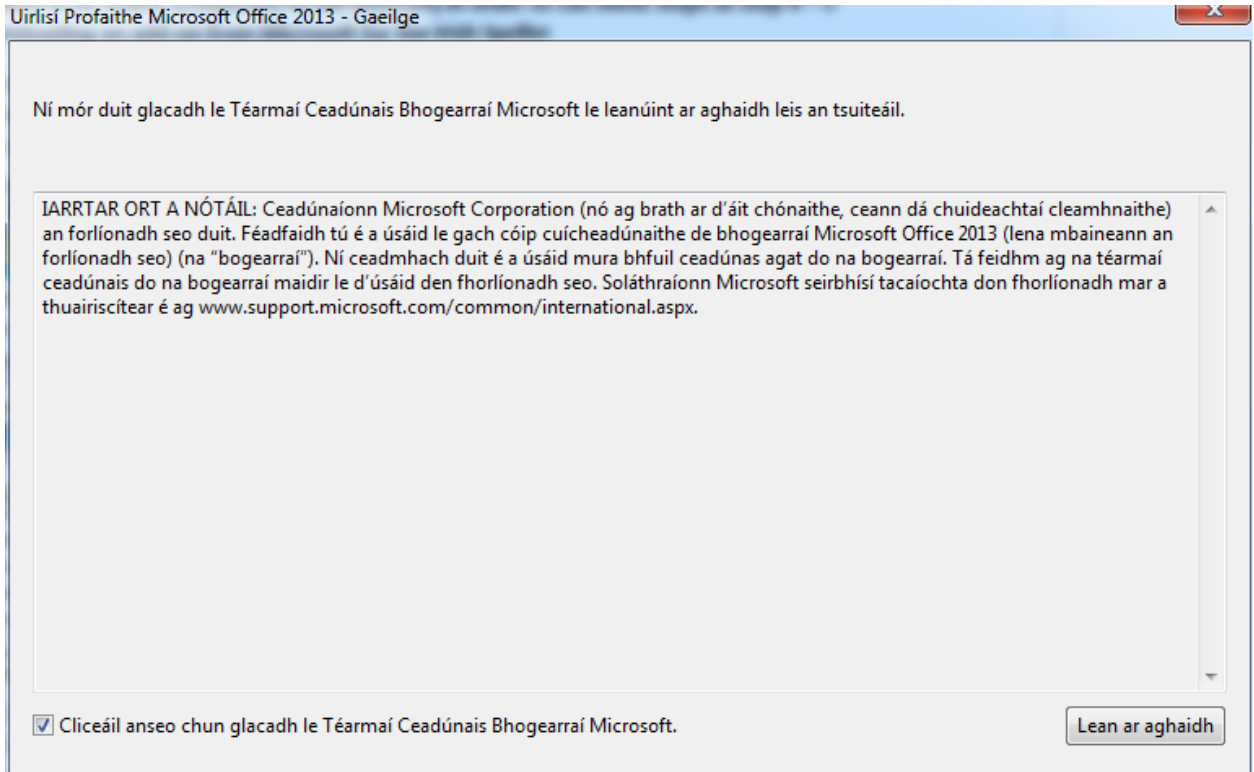 Uirlisí Profaithe Microsoft Office 2013 - Gaeilge
Ní mór duit glacadh le Téarmaí Ceadúnais Bhogearraí Microsoft le leanúint ar aghaidh leis an tsuiteáil.
IARRTAR ORT A NÓTÁIL: Ceadúnaíonn Microsoft Corporation (nó ag brath ar d'áit chónaithe, ceann dá chuideachtaí cleamhnaithe)
an forlíonadh seo duit. Féadfaidh tú é a úsáid le gach cóip cuícheadúnaithe de bhogearraí Microsoft Office 2013 (lena mbaineann an
forlíonadh seo) (na "bogearraí"). Ní ceadmhach duit é a úsáid mura bhfuil ceadúnas agat do na bogearraí. Tá feidhm ag na téarmaí
ceadúnais do na bogearraí maidir le d'úsáid den fhorlíonadh seo. Soláthraíonn Microsoft seirbhísí tacaíochta don fhorlíonadh mar a
thuairiscítear é ag www.support.microsoft.com/common/international.aspx.
Cliceáil anseo chun glacadh le Téarmaí Ceadúnais Bhogearraí Microsoft.
Lean ar aghaidh